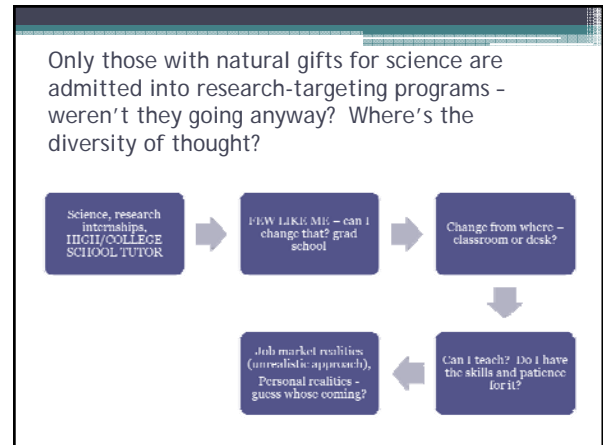 Only those with natural gifts for science are
admitted into research-targeting programs –
weren't they going anyway? Where's the
diversity of thought?
Science, research
internships,
HIGH/COLLEGE
SCHOOL TUTOR
FEW LIKE ME – can I
change that? grad
school
Change from where –
classroom or desk?
Can I teach? Do I have
the skills and patience
for it?
Job market realities
(unrealistic approach),
Personal realities -
guess whose coming?